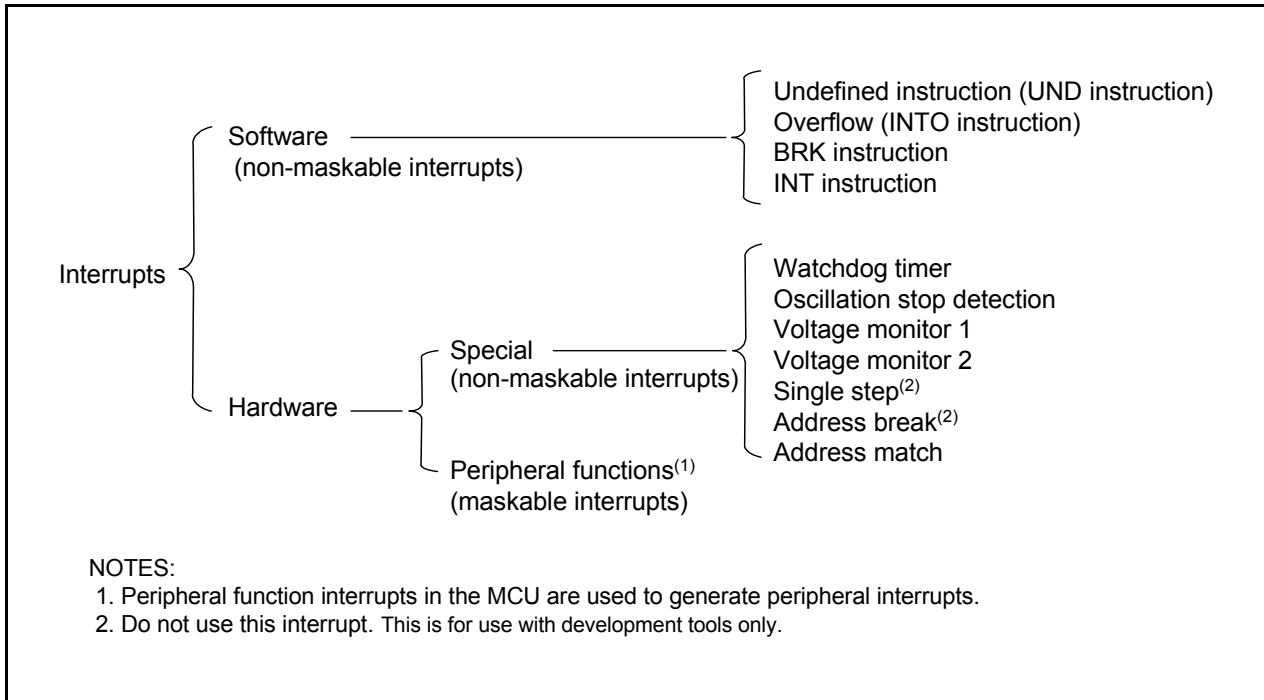 Interrupts
Software
(non-maskable interrupts)
Undefined instruction (UND instruction)
Overflow (INTO instruction)
BRK instruction
INT instruction
Hardware
Special
(non-maskable interrupts)
Watchdog timer
Oscillation stop detection
Voltage monitor 1
Voltage monitor 2
Single step(2)
Address break(2)
Address match
Peripheral functions(1)
(maskable interrupts)
NOTES:
1. Peripheral function interrupts in the MCU are used to generate peripheral interrupts.
2. Do not use this interrupt. This is for use with development tools only.